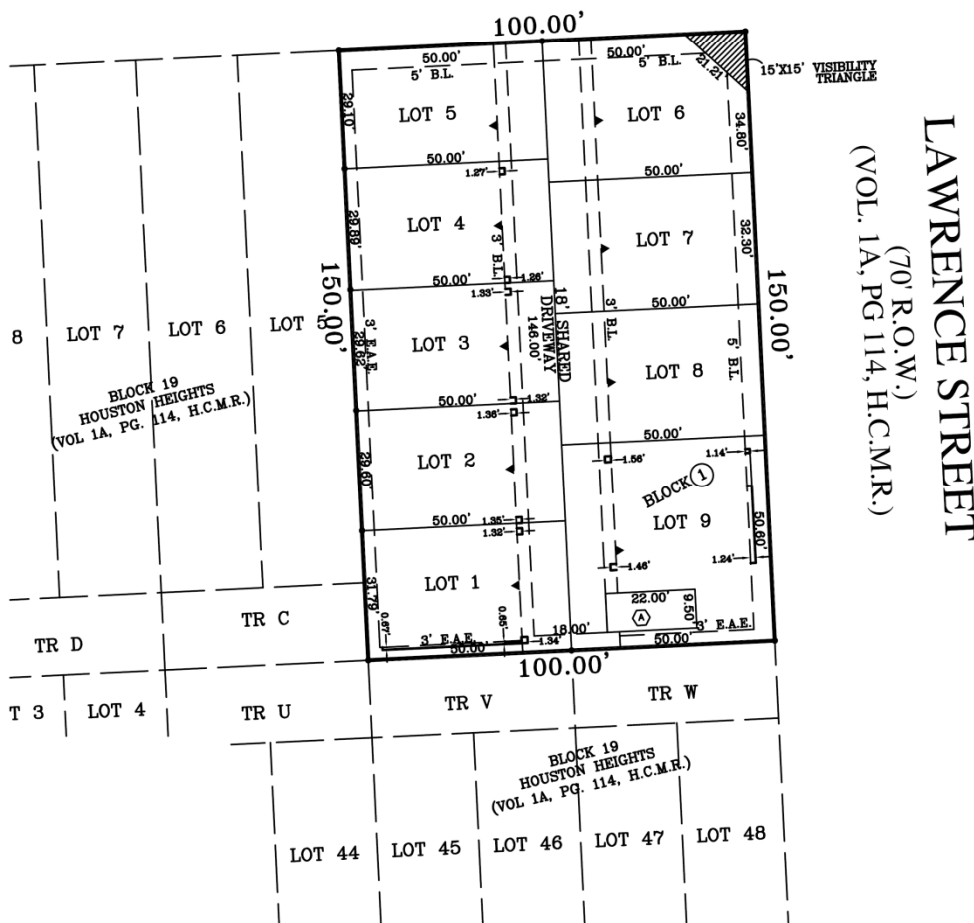 100.00'
50.00'
5' B.L.
50.00'
5' B.L.
21.21
15'X15' VISIBILITY
TRIANGLE
29.10'
LOT 5
LOT 6
34.80'
50.00'
1.27'
50.00'
29.89'
LOT 4
3' B.L.
LOT 7
32.30'
50.00'
1.26'
1.33'
50.00'
150.00'
3' E.A.E.
29.62'
LOT 3
18' SHARED
DRIVEWAY
146.00'
3' B.L.
LOT 8
5' B.L.
150.00'
50.00'
1.32'
1.36'
50.00'
29.60'
LOT 2
1.56'
BLOCK 1
1.14'
LOT 9
50.60'
50.00'
1.35'
1.32'
1.46'
1.24'
31.79'
LOT 1
22.00'
9.50'
A
0.67'
0.65'
3' E.A.E.
50.00'
1.34'
18.00'
3' E.A.E.
50.00'
100.00'
LAWRENCE STREET
(70' R.O.W.)
(VOL. 1A, PG 114, H.C.M.R.)
8
LOT 7
LOT 6
LOT 5
BLOCK 19
HOUSTON HEIGHTS
(VOL 1A, PG. 114, H.C.M.R.)
TR D
TR C
T 3
LOT 4
TR U
TR V
TR W
BLOCK 19
HOUSTON HEIGHTS
(VOL 1A, PG. 114, H.C.M.R.)
LOT 44
LOT 45
LOT 46
LOT 47
LOT 48